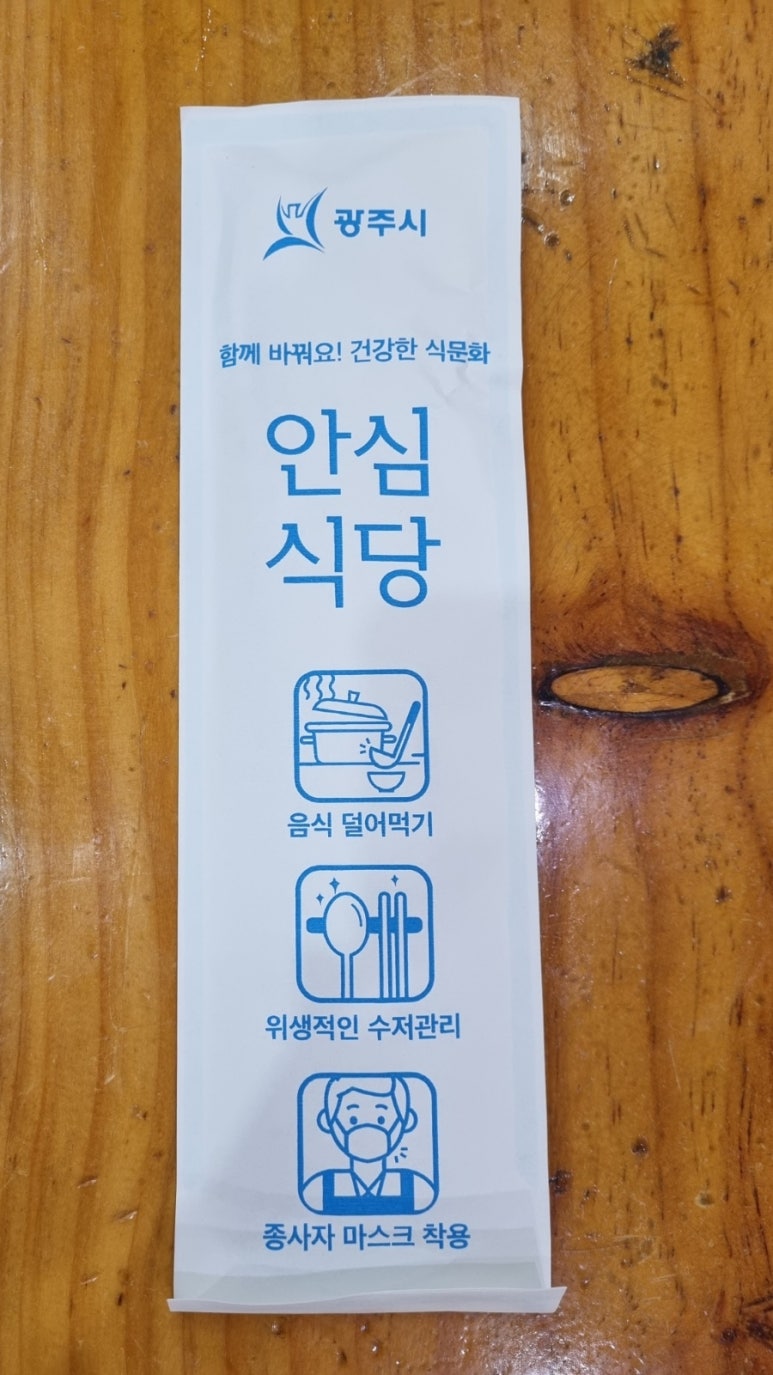 광주시
함께 바꿔요! 건강한 식문화
안심
식당
음식 덜어먹기
위생적인 수저관리
종사자 마스크 착용